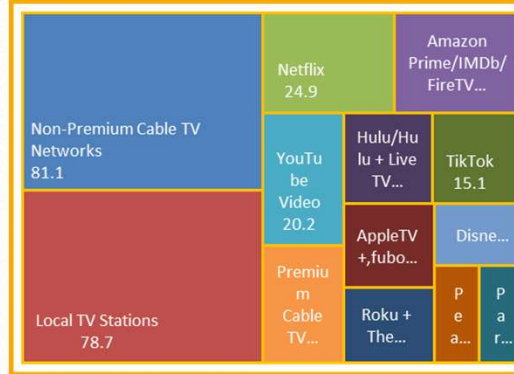 Non-Premium Cable TV
Networks
81.1
Local TV Stations
78.7
Netflix
24.9
Amazon
Prime/IMDb/
FireTV...
YouTu
be
Video
20.2
Hulu/Hu
lu + Live
TV...
TikTok
15.1
Premiu
m
Cable
TV...
AppleTV
+,fubo...
Roku +
The...
Disne...
P
e
a...
P
a
r...